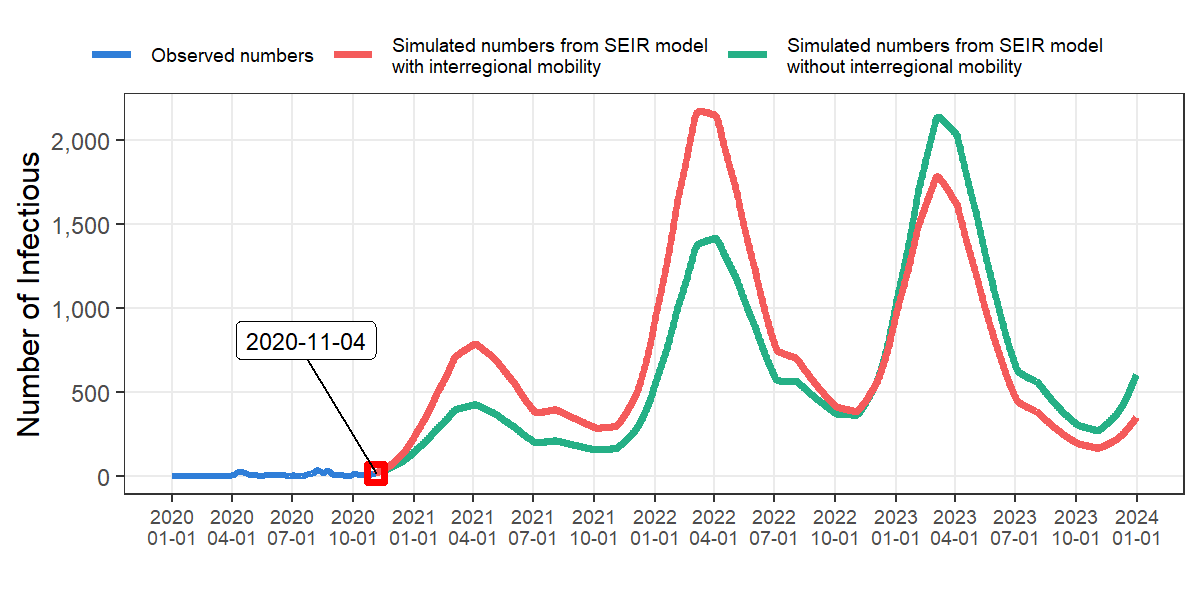 Observed numbers
Simulated numbers from SEIR model
with interregional mobility
Simulated numbers from SEIR model
without interregional mobility
Number of Infectious
2,000
1,500
1,000
500
0
2020-11-04
2020 2020 2020 2020 2021 2021 2021 2021 2022 2022 2022 2022 2023 2023 2023 2023 2024
01-01 04-01 07-01 10-01 01-01 04-01 07-01 10-01 01-01 04-01 07-01 10-01 01-01 04-01 07-01 10-01 01-01